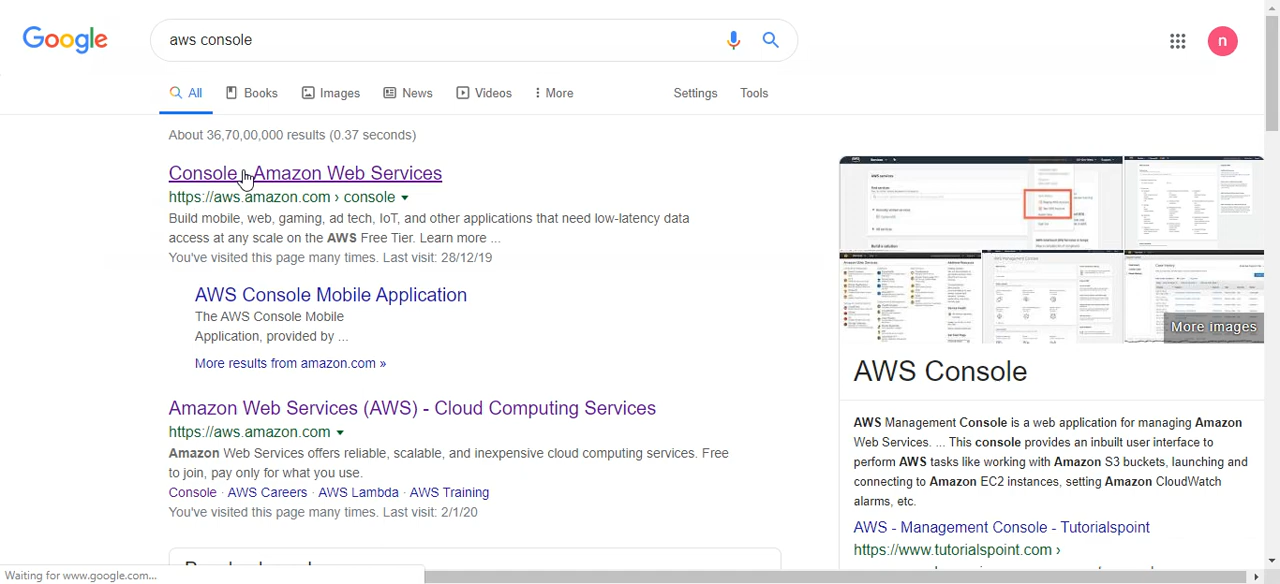 Google
aws console
n
All
Books
Images
News
Videos
More
Settings
Tools
About 36,70,00,000 results (0.37 seconds)
Console - Amazon Web Services
https://aws.amazon.com › console
Build mobile, web, gaming, ad tech, IoT, and other applications that need low-latency data
access at any scale on the AWS Free Tier. Learn more ...
You've visited this page many times. Last visit: 28/12/19
AWS Console Mobile Application
The AWS Console Mobile
Application, provided by ...
More results from amazon.com »
Amazon Web Services (AWS) - Cloud Computing Services
https://aws.amazon.com
Amazon Web Services offers reliable, scalable, and inexpensive cloud computing services. Free
to join, pay only for what you use.
Console · AWS Careers · AWS Lambda · AWS Training
You've visited this page many times. Last visit: 2/1/20
More images
AWS Console
AWS Management Console is a web application for managing Amazon
Web Services. ... This console provides an inbuilt user interface to
perform AWS tasks like working with Amazon S3 buckets, launching and
connecting to Amazon EC2 instances, setting Amazon CloudWatch
alarms, etc.
AWS - Management Console - Tutorialspoint
https://www.tutorialspoint.com ›
Waiting for www.google.com...